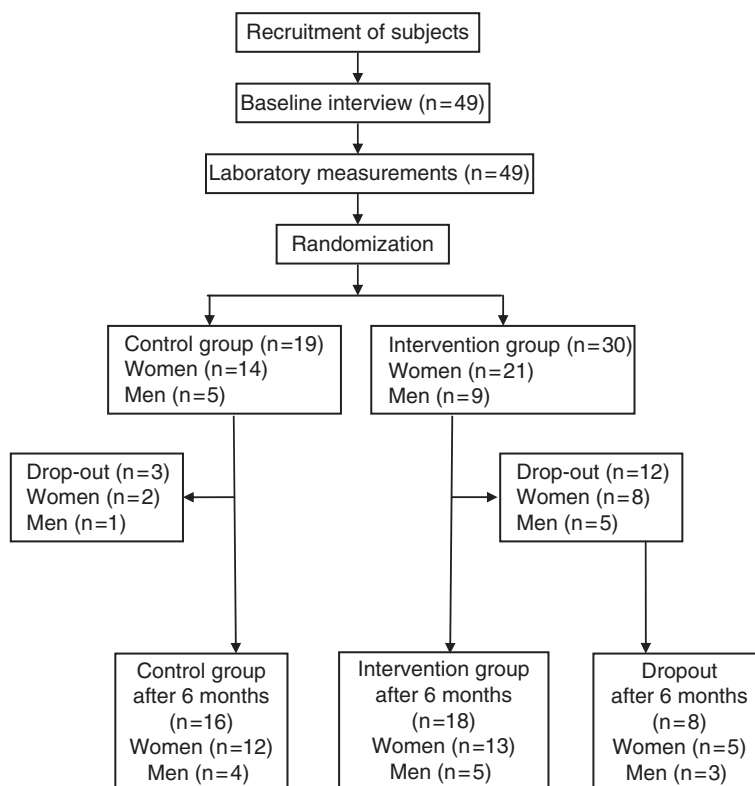 Recruitment of subjects
Baseline interview (n=49)
Laboratory measurements (n=49)
Randomization
Control group (n=19)
Women (n=14)
Men (n=5)
Intervention group (n=30)
Women (n=21)
Men (n=9)
Drop-out (n=3)
Women (n=2)
Men (n=1)
Drop-out (n=12)
Women (n=8)
Men (n=5)
Control group
after 6 months
(n=16)
Women (n=12)
Men (n=4)
Intervention group
after 6 months
(n=18)
Women (n=13)
Men (n=5)
Dropout
after 6 months
(n=8)
Women (n=5)
Men (n=3)